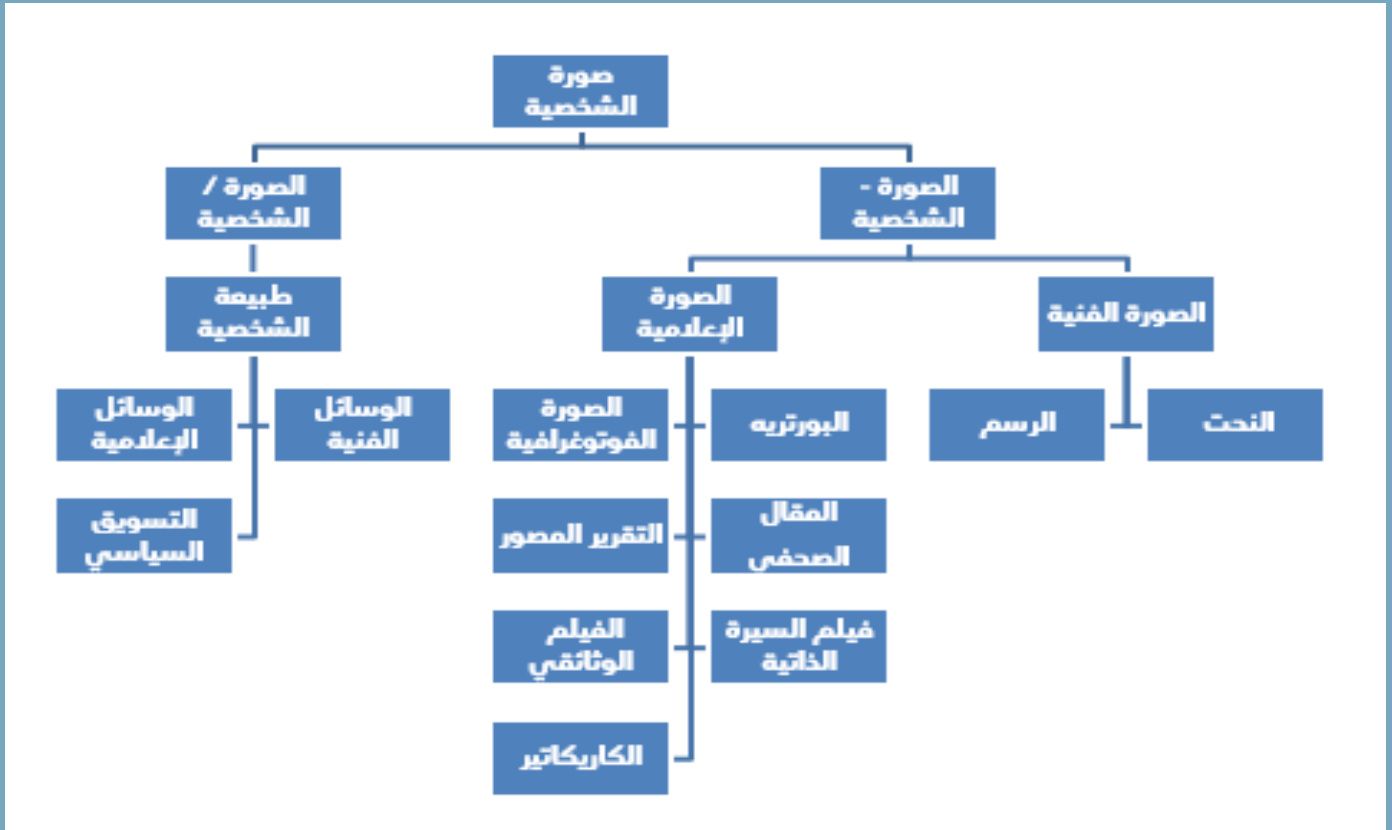 صورة
الشخصية
الصورة -
الشخصية
الصورة /
الشخصية
الصورة الفنية
الصورة
الإعلامية
طبيعة
الشخصية
النحت
الرسم
البورتريه
الصورة
الفوتوغرافية
الوسائل
الفنية
الوسائل
الإعلامية
المقال
الصحفى
التقرير المصور
التسويق
السياسي
فيلم السيرة
الذاتية
الفيلم
الوثائقي
الكاريكاتير